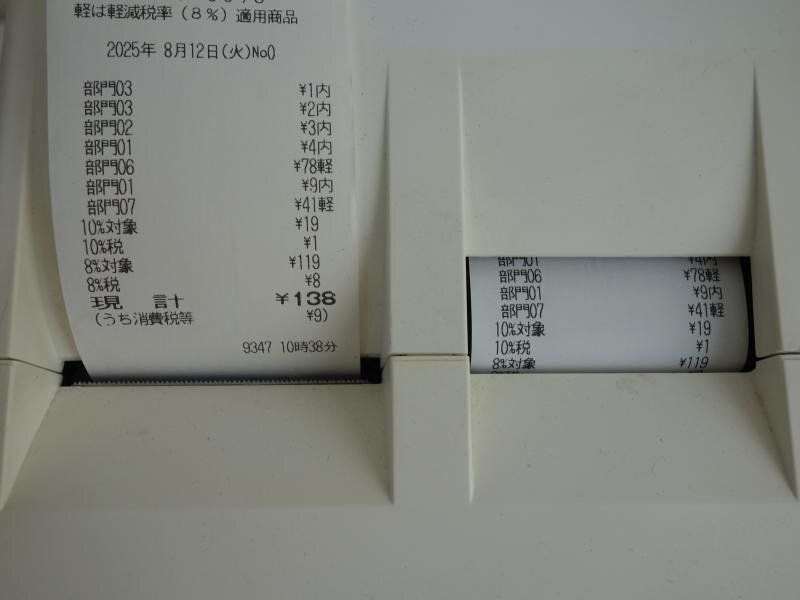 軽は軽減税率(8%)適用商品
2025年 8月12日(火)No0
部門03 ¥1内
部門03 ¥2内
部門02 ¥3内
部門01 ¥4内
部門06 ¥78軽
部門01 ¥9内
部門07 ¥41軽
10%対象 ¥19
10%税 ¥1
8%対象 ¥119
8%税 ¥8
現 計 ¥138
(うち消費税等 ¥9)
9347 10時38分
部門01 ¥4内
部門06 ¥78軽
部門01 ¥9内
部門07 ¥41軽
10%対象 ¥19
10%税 ¥1
8%対象 ¥119